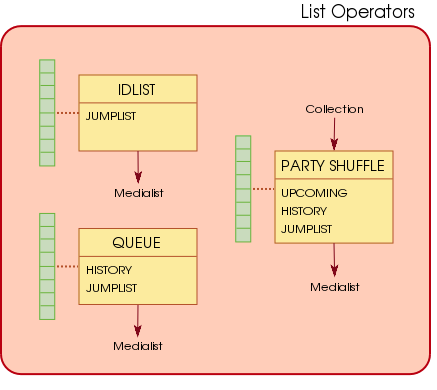 List Operators
IDLIST
JUMPLIST
Medialist
QUEUE
HISTORY
JUMPLIST
Medialist
Collection
PARTY SHUFFLE
UPCOMING
HISTORY
JUMPLIST
Medialist